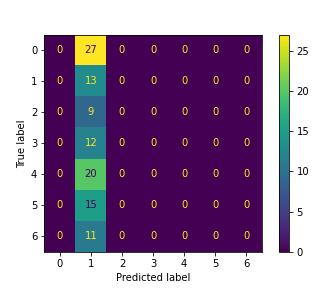 0 0 27 0 0 0 0 0
1 0 13 0 0 0 0 0
2 0 9 0 0 0 0 0
3 0 12 0 0 0 0 0
4 0 20 0 0 0 0 0
5 0 15 0 0 0 0 0
6 0 11 0 0 0 0 0
0 1 2 3 4 5 6
Predicted label
True label
25
20
15
10
5
0